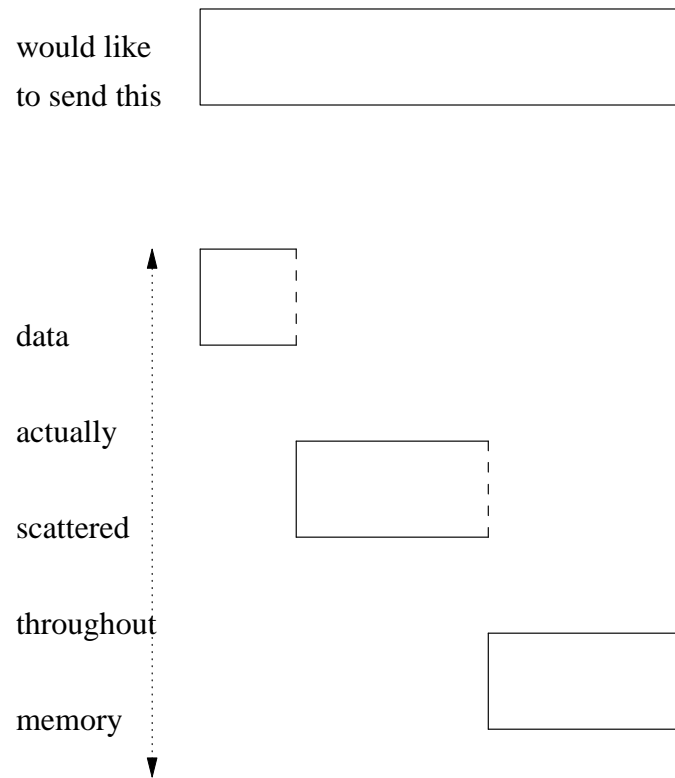 would like
to send this
data
actually
scattered
throughout
memory